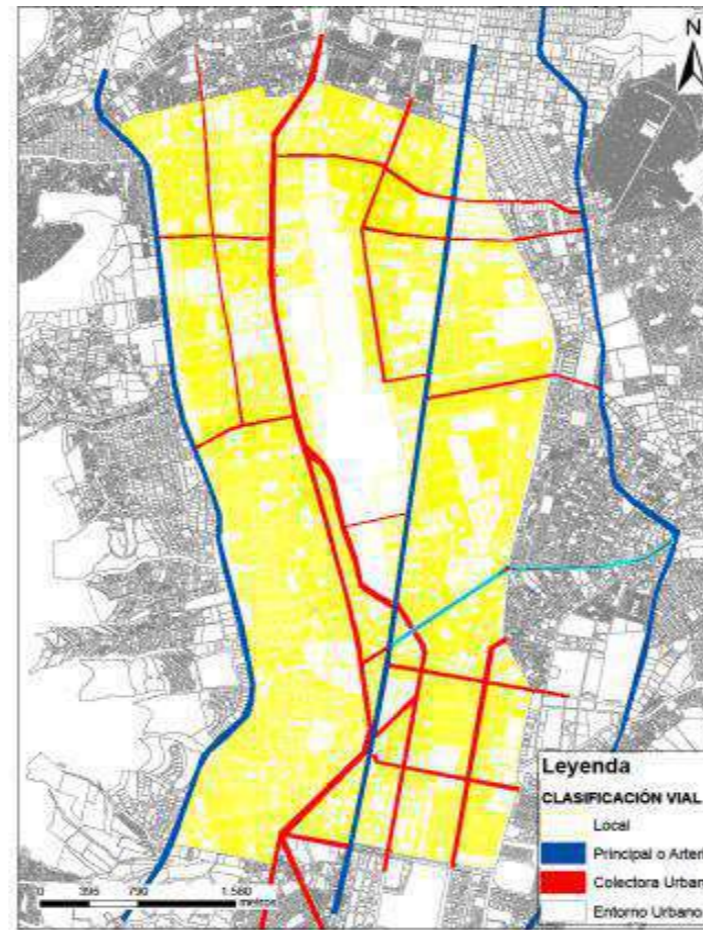 N
Leyenda
CLASIFICACIÓN VIAL
Local
Principal o Arteri
Colectora Urban
Entorno Urbano
0 395 790 1.580
metros